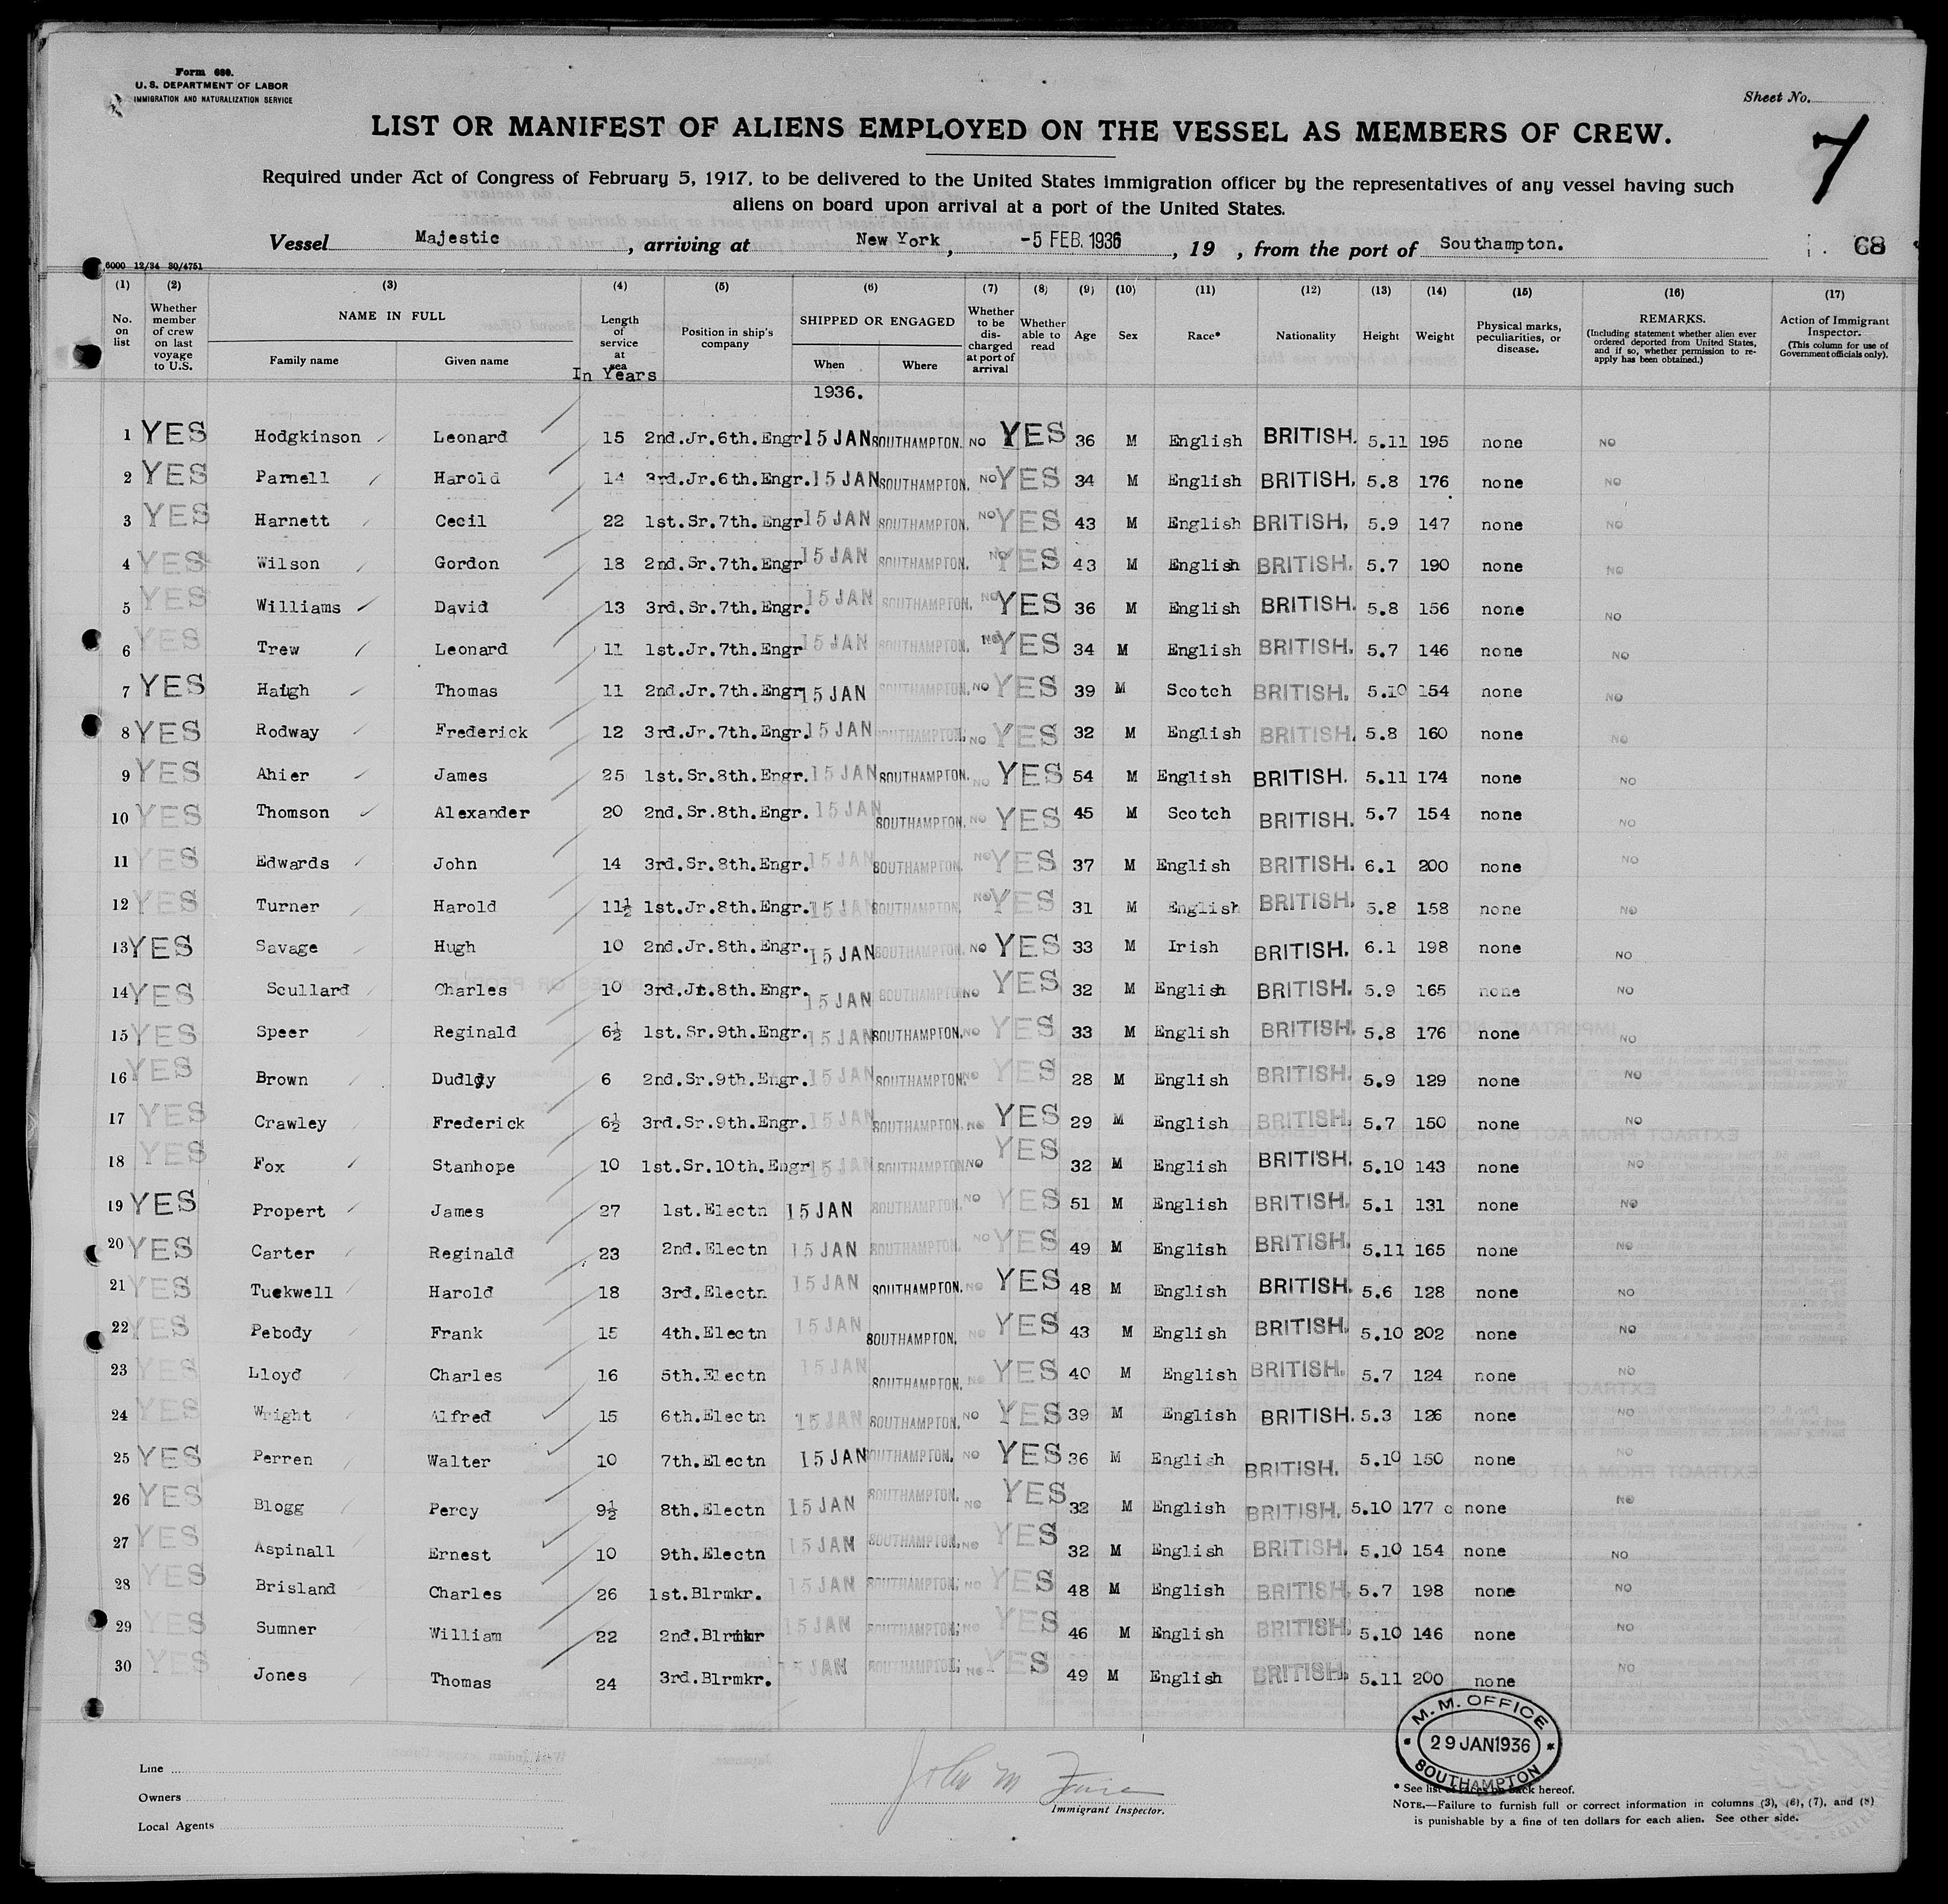 Form 680.
U. S. DEPARTMENT OF LABOR
IMMIGRATION AND NATURALIZATION SERVICE
Sheet No.
LIST OR MANIFEST OF ALIENS EMPLOYED ON THE VESSEL AS MEMBERS OF CREW.
7
Required under Act of Congress of February 5, 1917, to be delivered to the United States immigration officer by the representatives of any vessel having such
aliens on board upon arrival at a port of the United States.
Vessel Majestic, arriving at New York, -5 FEB. 1936, 19 , from the port of Southampton.
68
6000 12/34 30/4751
(1) (2) (3) (4) (5) (6) (7) (8) (9) (10) (11) (12) (13) (14) (15) (16) (17)
No. on list
Whether member of crew on last voyage to U.S.
NAME IN FULL
Family name
Given name
Length of service at sea
In Years
Position in ship's company
SHIPPED OR ENGAGED
When
Where
Whether to be discharged at port of arrival
Whether able to read
Age
Sex
Race*
Nationality
Height
Weight
Physical marks, peculiarities, or disease.
REMARKS.
(Including statement whether alien ever ordered deported from United States, and if so, whether permission to re-apply has been obtained.)
Action of Immigrant Inspector.
(This column for use of Government officials only).
1936.
1 YES Hodgkinson Leonard 15 2nd.Jr.6th.Engr 15 JAN SOUTHAMPTON. NO YES 36 M English BRITISH. 5.11 195 none NO
2 YES Parnell Harold 14 3rd.Jr.6th.Engr. 15 JAN SOUTHAMPTON. NO YES 34 M English BRITISH. 5.8 176 none NO
3 YES Harnett Cecil 22 1st.Sr.7th.Engr 15 JAN SOUTHAMPTON. NO YES 43 M English BRITISH. 5.9 147 none NO
4 YES Wilson Gordon 18 2nd.Sr.7th.Engr 15 JAN SOUTHAMPTON. NO YES 43 M English BRITISH. 5.7 190 none NO
5 YES Williams David 13 3rd.Sr.7th.Engr. 15 JAN SOUTHAMPTON. NO YES 36 M English BRITISH. 5.8 156 none NO
6 YES Trew Leonard 11 1st.Jr.7th.Engr 15 JAN SOUTHAMPTON. NO YES 34 M English BRITISH. 5.7 146 none NO
7 YES Haigh Thomas 11 2nd.Jr.7th.Engr 15 JAN SOUTHAMPTON. NO YES 39 M Scotch BRITISH. 5.10 154 none NO
8 YES Rodway Frederick 12 3rd.Jr.7th.Engr. 15 JAN SOUTHAMPTON. NO YES 32 M English BRITISH. 5.8 160 none NO
9 YES Ahier James 25 1st.Sr.8th.Engr. 15 JAN SOUTHAMPTON. NO YES 54 M English BRITISH. 5.11 174 none NO
10 YES Thomson Alexander 20 2nd.Sr.8th.Engr. 15 JAN SOUTHAMPTON. NO YES 45 M Scotch BRITISH. 5.7 154 none NO
11 YES Edwards John 14 3rd.Sr.8th.Engr. 15 JAN SOUTHAMPTON. NO YES 37 M English BRITISH. 6.1 200 none NO
12 YES Turner Harold 11½ 1st.Jr.8th.Engr. 15 JAN SOUTHAMPTON. NO YES 31 M English BRITISH. 5.8 158 none NO
13 YES Savage Hugh 10 2nd.Jr.8th.Engr. 15 JAN SOUTHAMPTON. NO YES 33 M Irish BRITISH. 6.1 198 none NO
14 YES Scullard Charles 10 3rd.Jr.8th.Engr. 15 JAN SOUTHAMPTON NO YES 32 M English BRITISH. 5.9 165 none NO
15 YES Speer Reginald 6½ 1st.Sr.9th.Engr. 15 JAN SOUTHAMPTON. NO YES 33 M English BRITISH. 5.8 176 none NO
16 YES Brown Dudley 6 2nd.Sr.9th.Engr. 15 JAN SOUTHAMPTON NO YES 28 M English BRITISH. 5.9 129 none NO
17 YES Crawley Frederick 6½ 3rd.Sr.9th.Engr. 15 JAN SOUTHAMPTON. NO YES 29 M English BRITISH. 5.7 150 none NO
18 YES Fox Stanhope 10 1st.Sr.10th.Engr 15 JAN SOUTHAMPTON NO YES 32 M English BRITISH. 5.10 143 none NO
19 YES Propert James 27 1st.Electn 15 JAN SOUTHAMPTON. NO YES 51 M English BRITISH. 5.1 131 none NO
20 YES Carter Reginald 23 2nd.Electn 15 JAN SOUTHAMPTON. NO YES 49 M English BRITISH. 5.11 165 none NO
21 YES Tuckwell Harold 18 3rd.Electn 15 JAN SOUTHAMPTON. NO YES 48 M English BRITISH. 5.6 128 none NO
22 YES Pebody Frank 15 4th.Electn 15 JAN SOUTHAMPTON. NO YES 43 M English BRITISH. 5.10 202 none NO
23 YES Lloyd Charles 16 5th.Electn 15 JAN SOUTHAMPTON. NO YES 40 M English BRITISH. 5.7 124 none NO
24 YES Wright Alfred 15 6th.Electn 15 JAN SOUTHAMPTON. NO YES 39 M English BRITISH. 5.3 126 none NO
25 YES Perren Walter 10 7th.Electn 15 JAN SOUTHAMPTON. NO YES 36 M English BRITISH. 5.10 150 none NO
26 YES Blogg Percy 9½ 8th.Electn 15 JAN SOUTHAMPTON. NO YES 32 M English BRITISH. 5.10 177 c none NO
27 YES Aspinall Ernest 10 9th.Electn 15 JAN SOUTHAMPTON. NO YES 32 M English BRITISH. 5.10 154 none NO
28 YES Brisland Charles 26 1st.Blrmkr. 15 JAN SOUTHAMPTON. NO YES 48 M English BRITISH. 5.7 198 none NO
29 YES Sumner William 22 2nd.Blrmkr 15 JAN SOUTHAMPTON. NO YES 46 M English BRITISH. 5.10 146 none NO
30 YES Jones Thomas 24 3rd.Blrmkr. 15 JAN SOUTHAMPTON. NO YES 49 M English BRITISH. 5.11 200 none NO
M. M. OFFICE
29 JAN 1936
SOUTHAMPTON
Line
Owners
Local Agents
John M
Immigrant Inspector.
* See list of races on back hereof.
NOTE.—Failure to furnish full or correct information in columns (3), (6), (7), and (8)
is punishable by a fine of ten dollars for each alien. See other side.